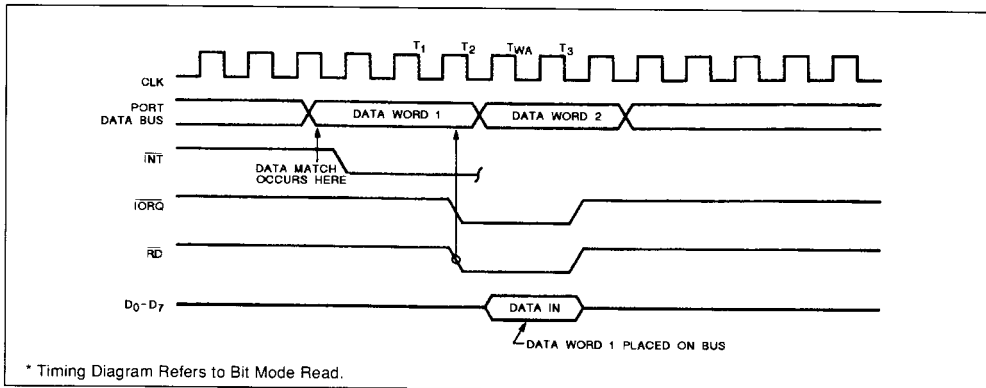 T1 T2 TWA T3
CLK
PORT
DATA BUS
DATA WORD 1 DATA WORD 2
INT
DATA MATCH
OCCURS HERE
IORQ
RD
D0-D7
DATA IN
DATA WORD 1 PLACED ON BUS
* Timing Diagram Refers to Bit Mode Read.